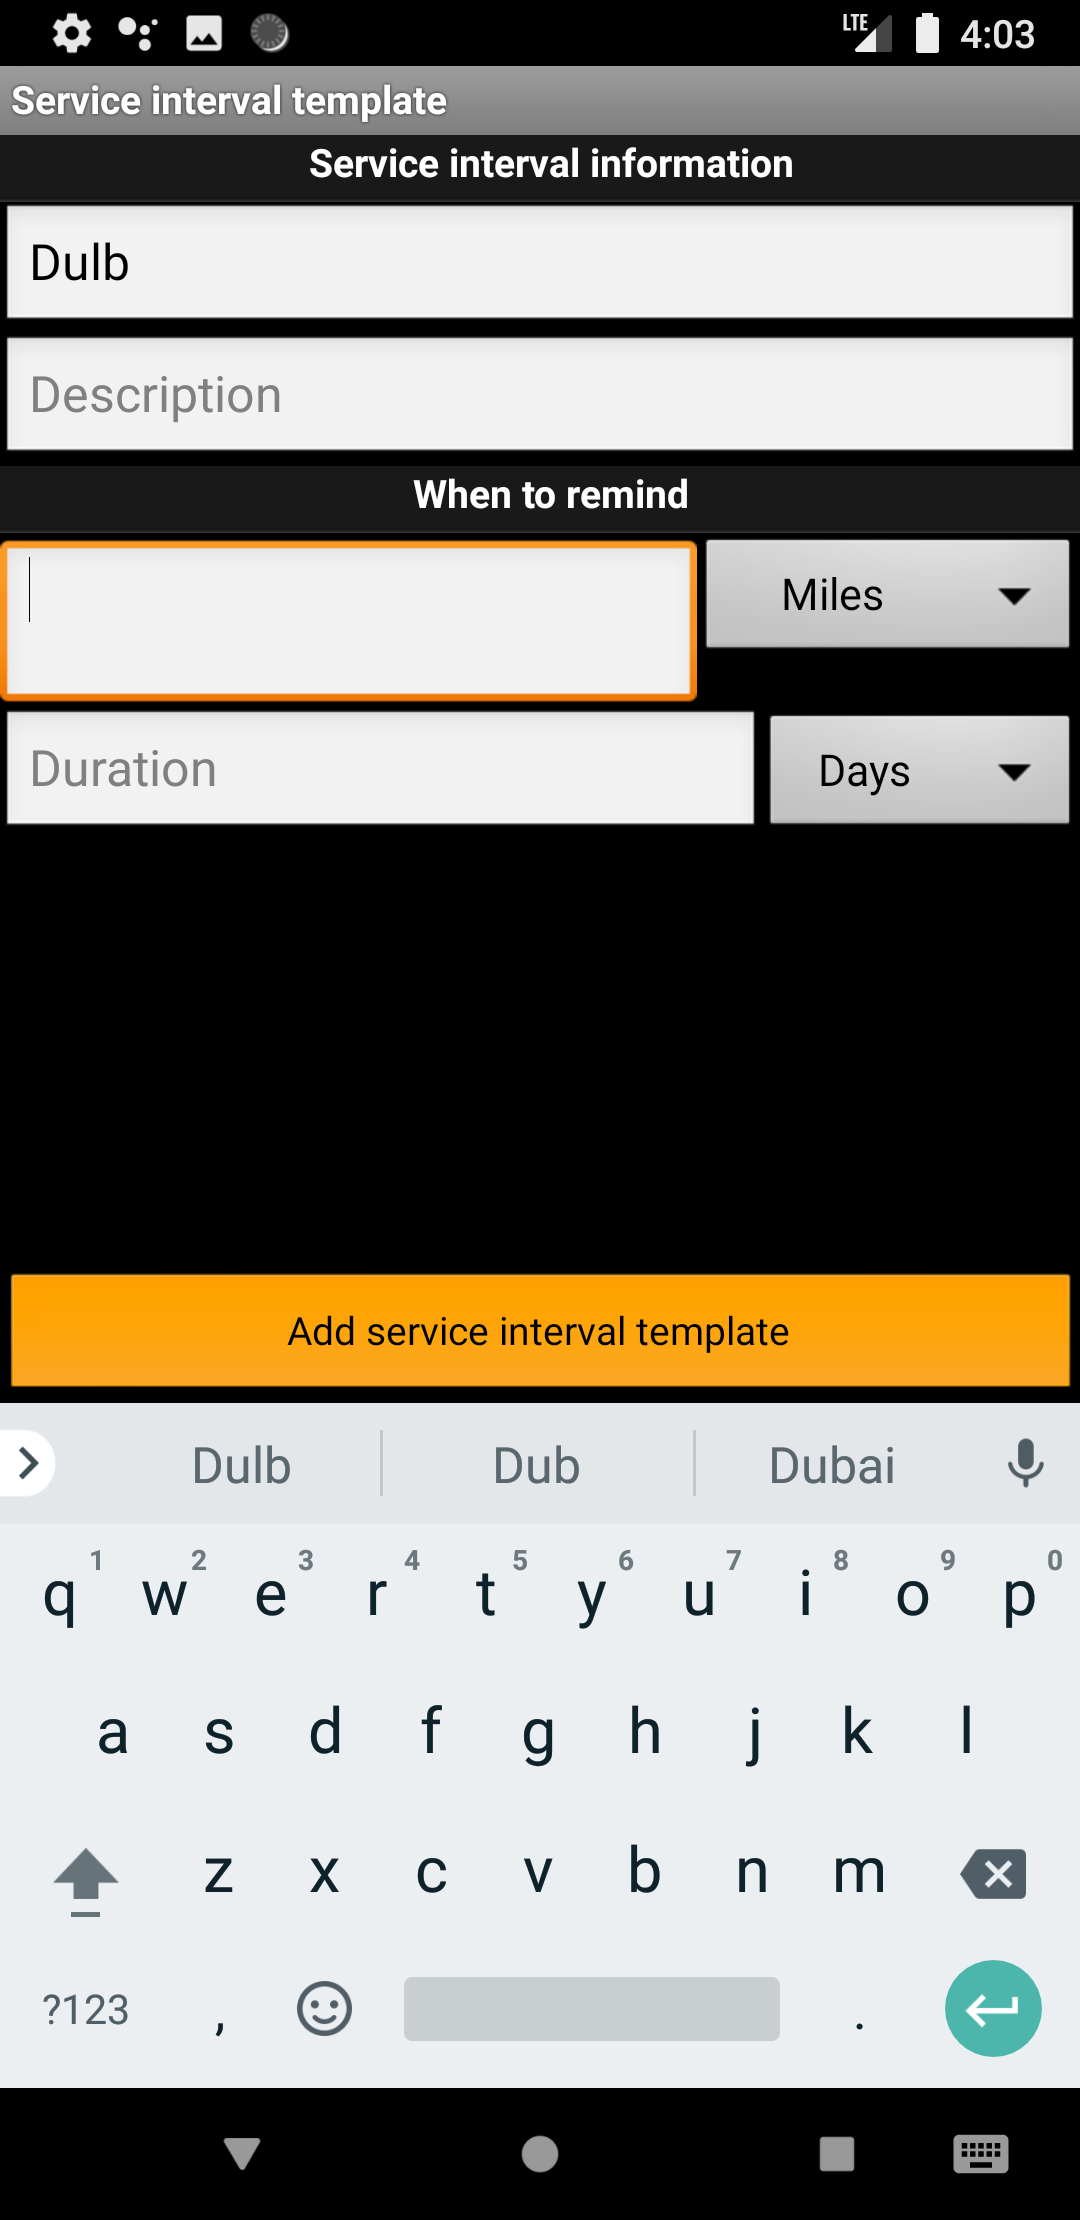 LTE 4:03
Service interval template
Service interval information
Dulb
Description
When to remind
Miles
Duration
Days
Add service interval template
Dulb Dub Dubai
1 2 3 4 5 6 7 8 9 0
q w e r t y u i o p
a s d f g h j k l
z x c v b n m
?123 , .